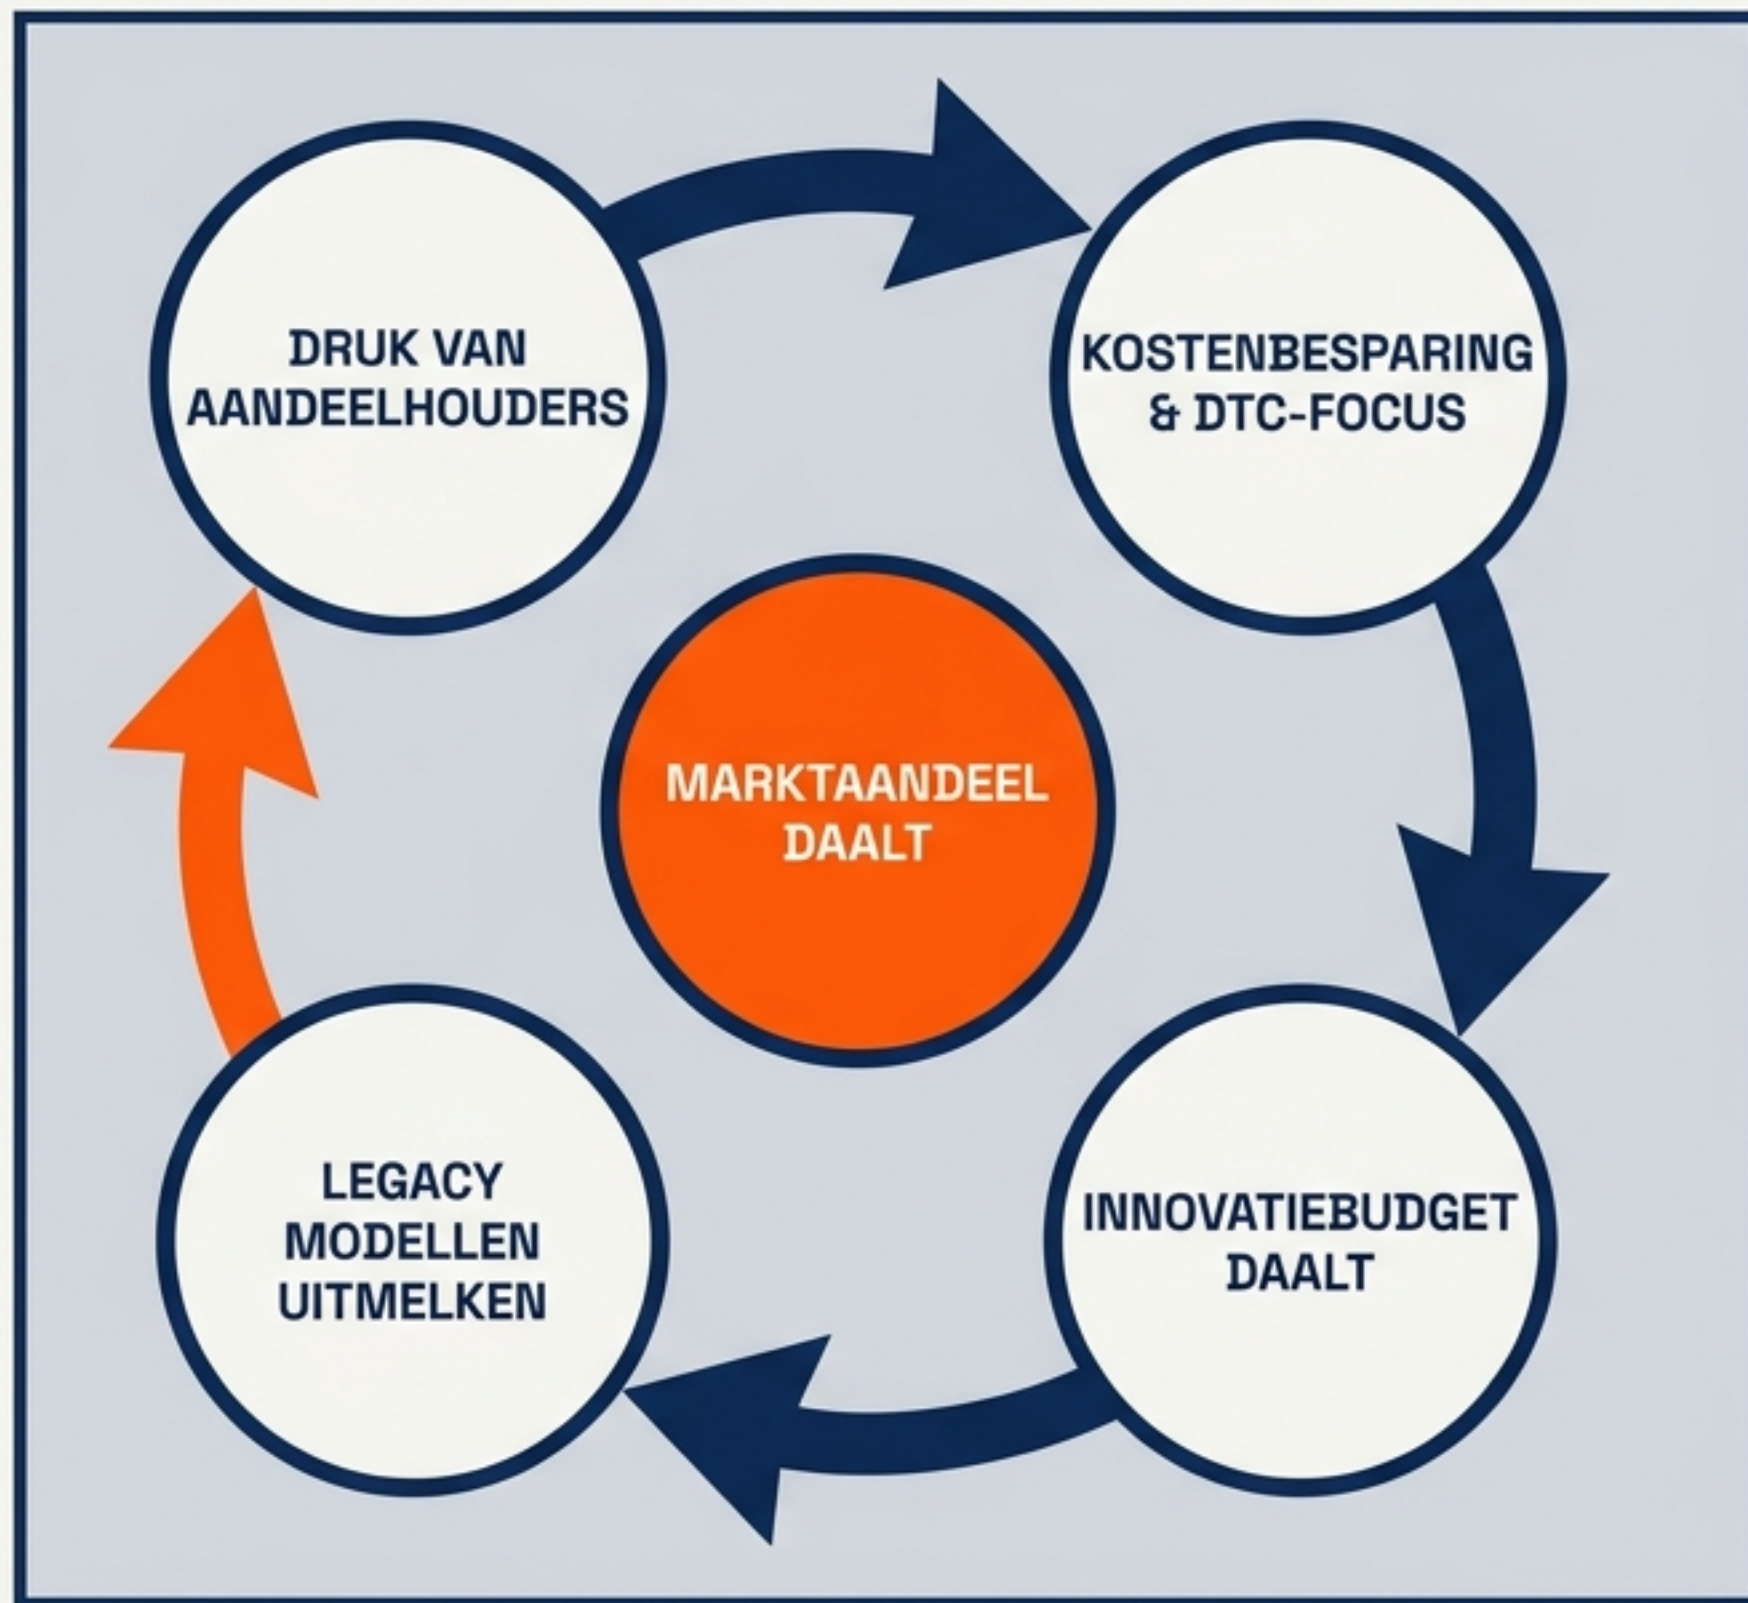 DRUK VAN
AANDEELHOUDERS
KOSTENBESPARING
& DTC-FOCUS
MARKTAANDEEL
DAALT
LEGACY
MODELLEN
UITMELKEN
INNOVATIEBUDGET
DAALT